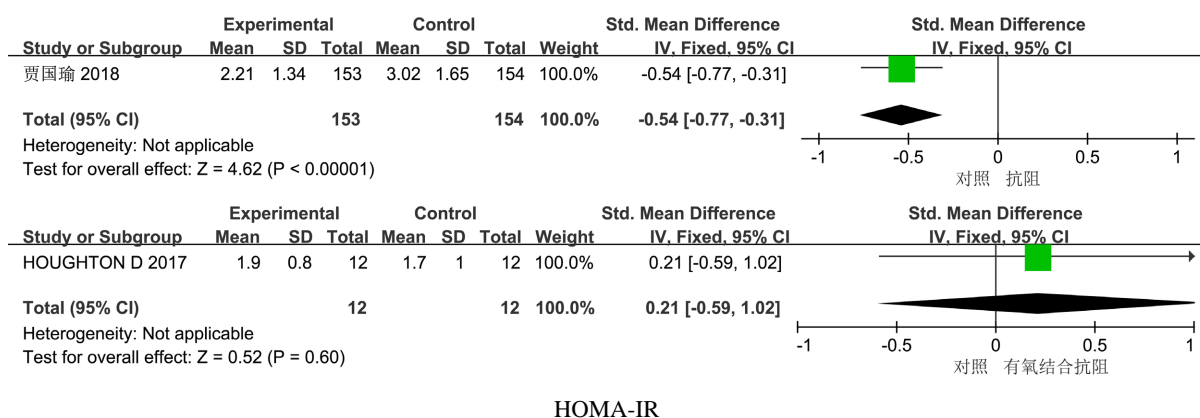 Experimental Control Std. Mean Difference Std. Mean Difference
Study or Subgroup Mean SD Total Mean SD Total Weight IV, Fixed, 95% CI IV, Fixed, 95% CI
贾国瑜 2018 2.21 1.34 153 3.02 1.65 154 100.0% -0.54 [-0.77, -0.31]
Total (95% CI) 153 154 100.0% -0.54 [-0.77, -0.31]
Heterogeneity: Not applicable
Test for overall effect: Z = 4.62 (P < 0.00001)
-1 -0.5 0 0.5 1
对照 抗阻
Experimental Control Std. Mean Difference Std. Mean Difference
Study or Subgroup Mean SD Total Mean SD Total Weight IV, Fixed, 95% CI IV, Fixed, 95% CI
HOUGHTON D 2017 1.9 0.8 12 1.7 1 12 100.0% 0.21 [-0.59, 1.02]
Total (95% CI) 12 12 100.0% 0.21 [-0.59, 1.02]
Heterogeneity: Not applicable
Test for overall effect: Z = 0.52 (P = 0.60)
-1 -0.5 0 0.5 1
对照 有氧结合抗阻
HOMA-IR